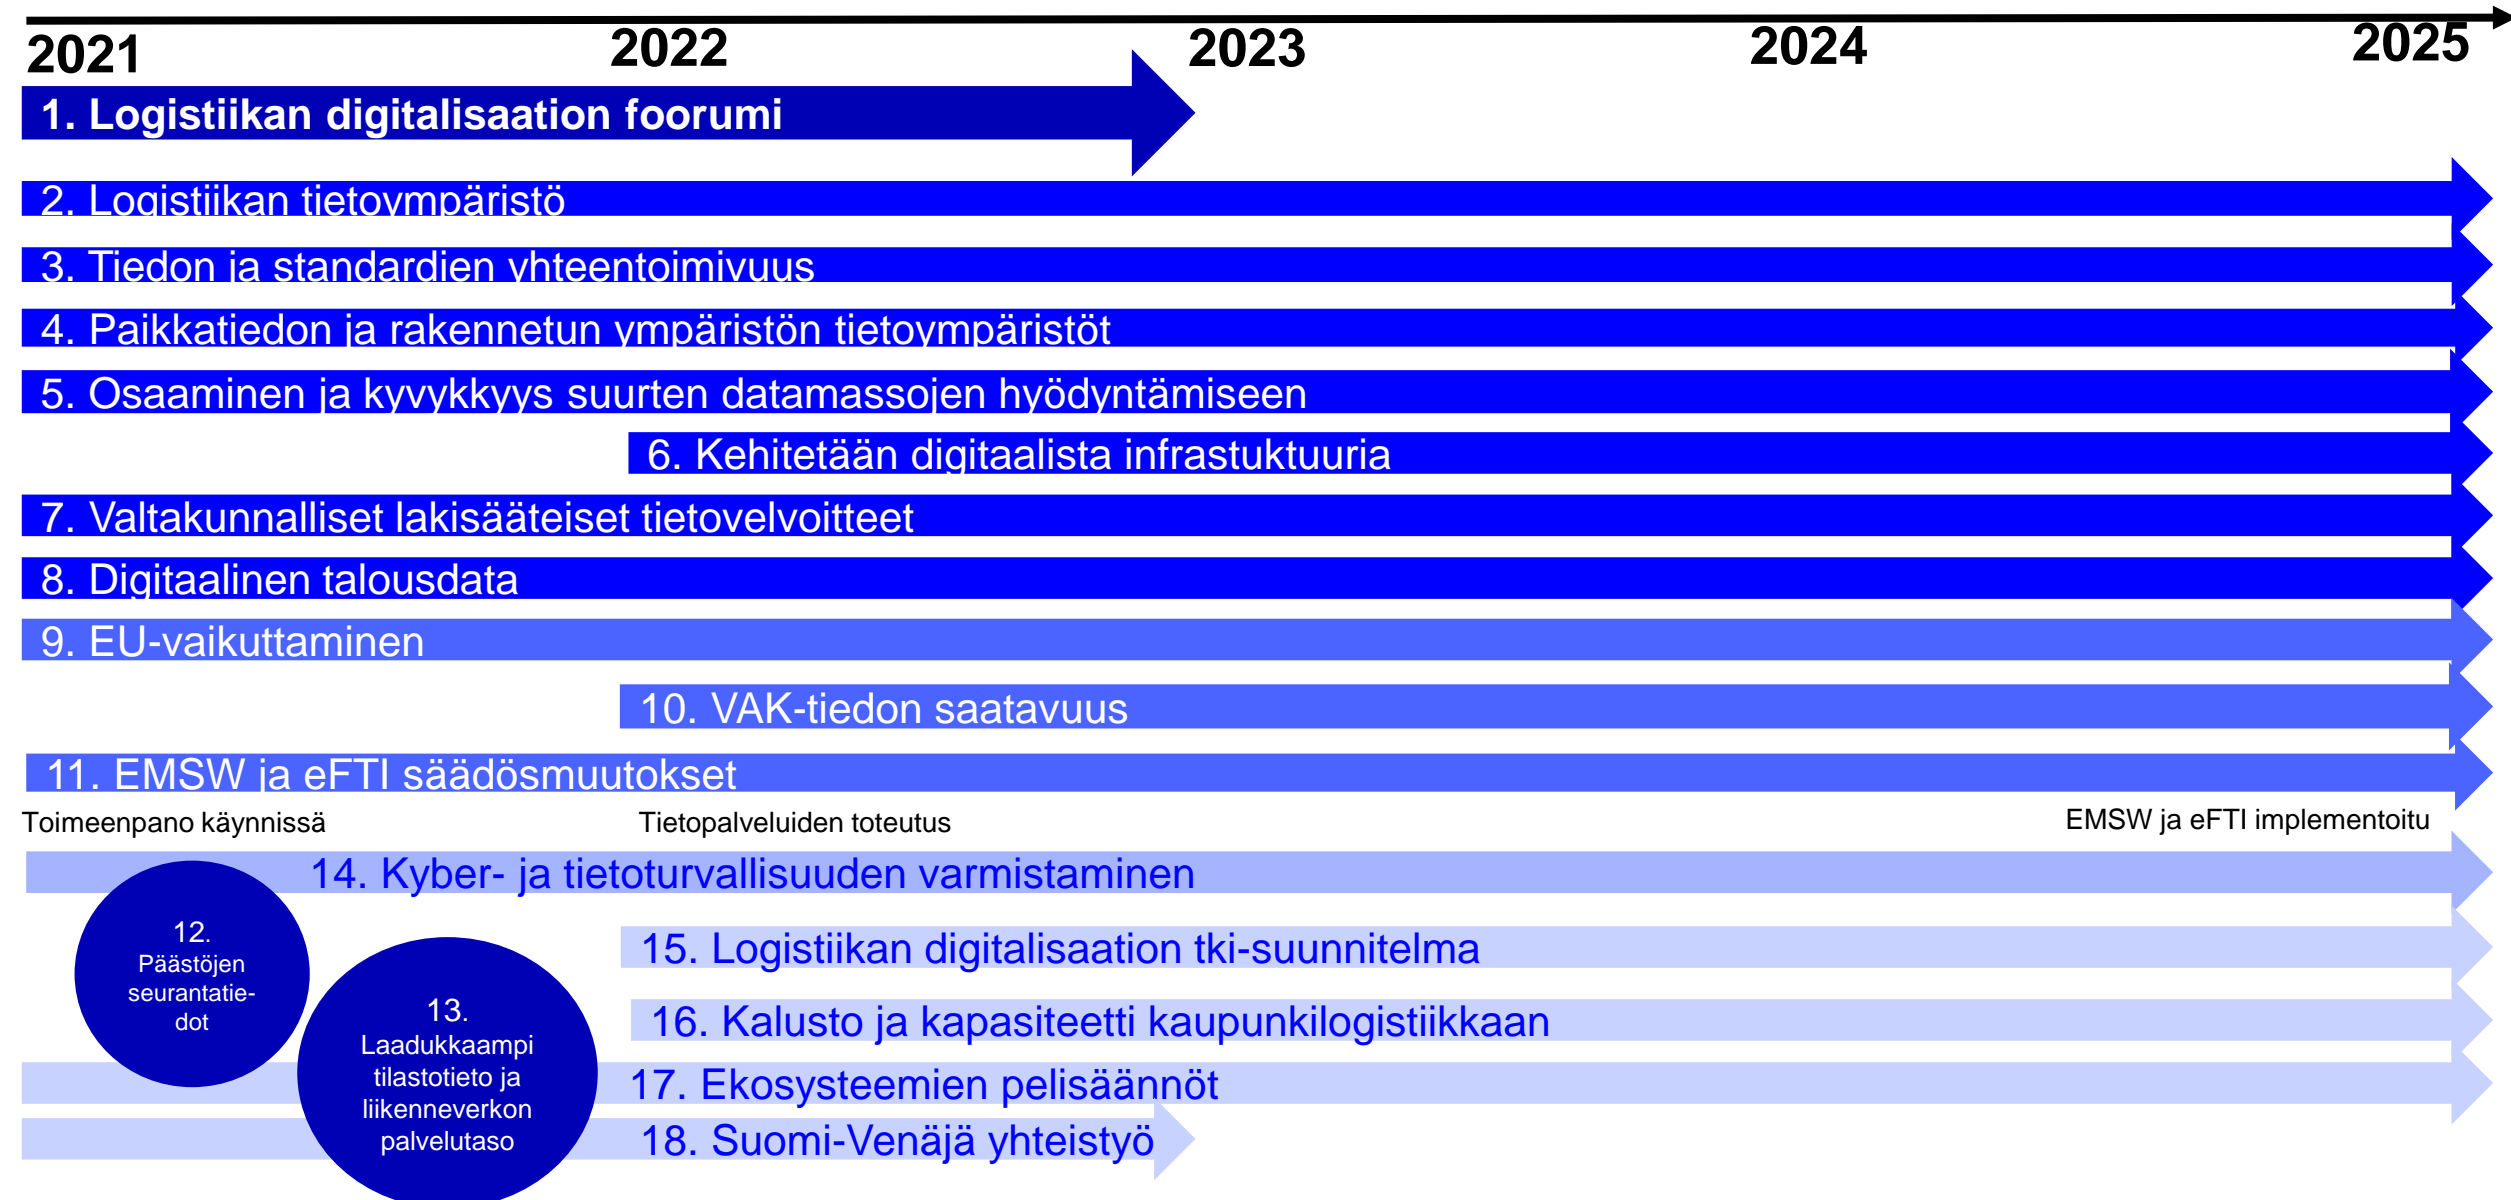 2021
2022
2023
2024
2025
1. Logistiikan digitalisaation foorumi
2. Logistiikan tietoympäristö
3. Tiedon ja standardien yhteentoimivuus
4. Paikkatiedon ja rakennetun ympäristön tietoympäristöt
5. Osaaminen ja kyvykkyys suurten datamassojen hyödyntämiseen
6. Kehitetään digitaalista infrastuktuuria
7. Valtakunnalliset lakisääteiset tietovelvoitteet
8. Digitaalinen talousdata
9. EU-vaikuttaminen
10. VAK-tiedon saatavuus
11. EMSW ja eFTI säädösmuutokset
Toimeenpano käynnissä
Tietopalveluiden toteutus
EMSW ja eFTI implementoitu
14. Kyber- ja tietoturvallisuuden varmistaminen
12.
Päästöjen
seurantatie-
dot
13.
Laadukkaampi
tilastotieto ja
liikenneverkon
palvelutaso
15. Logistiikan digitalisaation tki-suunnitelma
16. Kalusto ja kapasiteetti kaupunkilogistiikkaan
17. Ekosysteemien pelisäännöt
18. Suomi-Venäjä yhteistyö